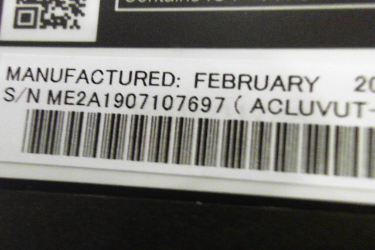 MANUFACTURED: FEBRUARY 20
S/N ME2A1907107697 ( ACLUVUT-